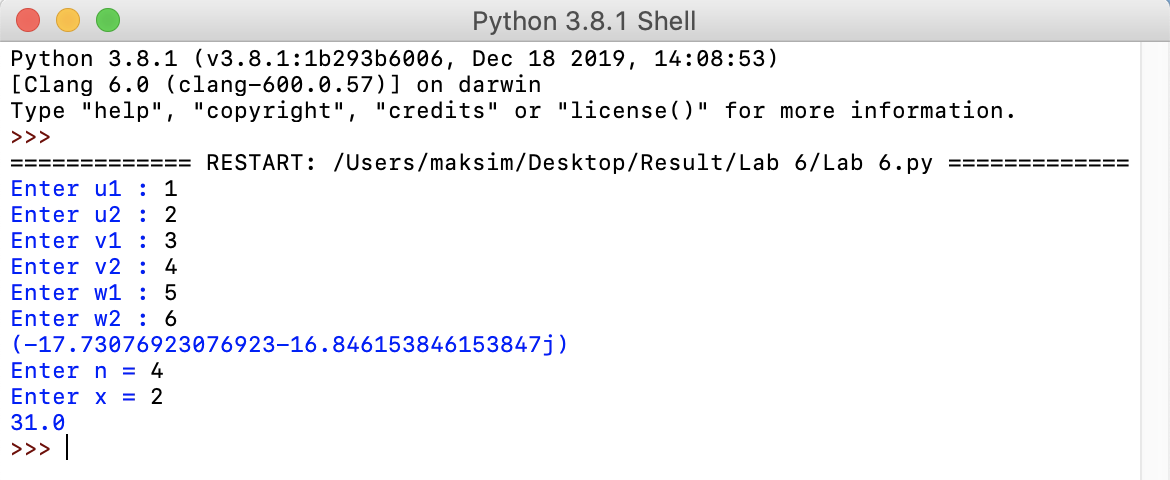 Python 3.8.1 Shell
Python 3.8.1 (v3.8.1:1b293b6006, Dec 18 2019, 14:08:53)
[Clang 6.0 (clang-600.0.57)] on darwin
Type "help", "copyright", "credits" or "license()" for more information.
>>>
============= RESTART: /Users/maksim/Desktop/Result/Lab 6/Lab 6.py =============
Enter u1 : 1
Enter u2 : 2
Enter v1 : 3
Enter v2 : 4
Enter w1 : 5
Enter w2 : 6
(-17.73076923076923-16.846153846153847j)
Enter n = 4
Enter x = 2
31.0
>>>